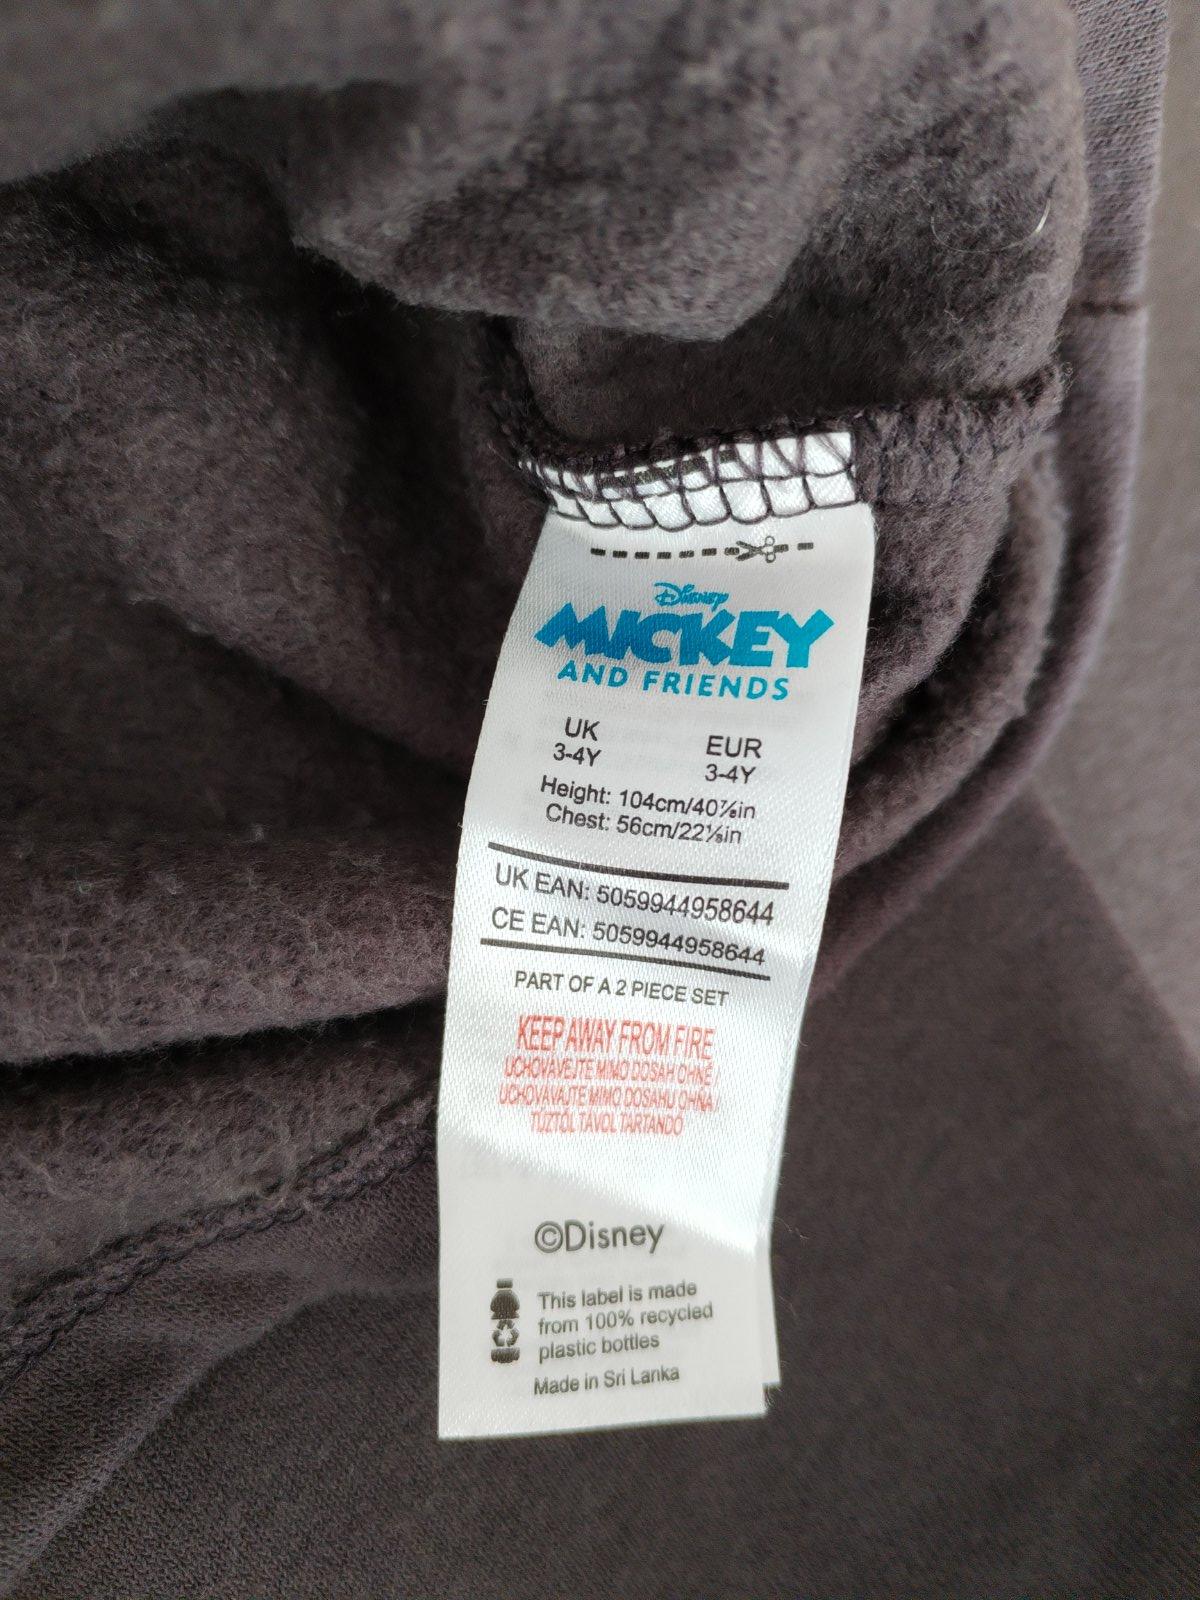 Disney
MICKEY
AND FRIENDS
UK EUR
3-4Y 3-4Y
Height: 104cm/40⅞in
Chest: 56cm/22⅛in
UK EAN: 5059944958644
CE EAN: 5059944958644
PART OF A 2 PIECE SET
KEEP AWAY FROM FIRE
UCHOVÁVEJTE MIMO DOSAH OHNĚ /
UCHOVÁVAJTE MIMO DOSAHU OHŇA /
TŰZTŐL TÁVOL TARTANDÓ
©Disney
This label is made
from 100% recycled
plastic bottles
Made in Sri Lanka